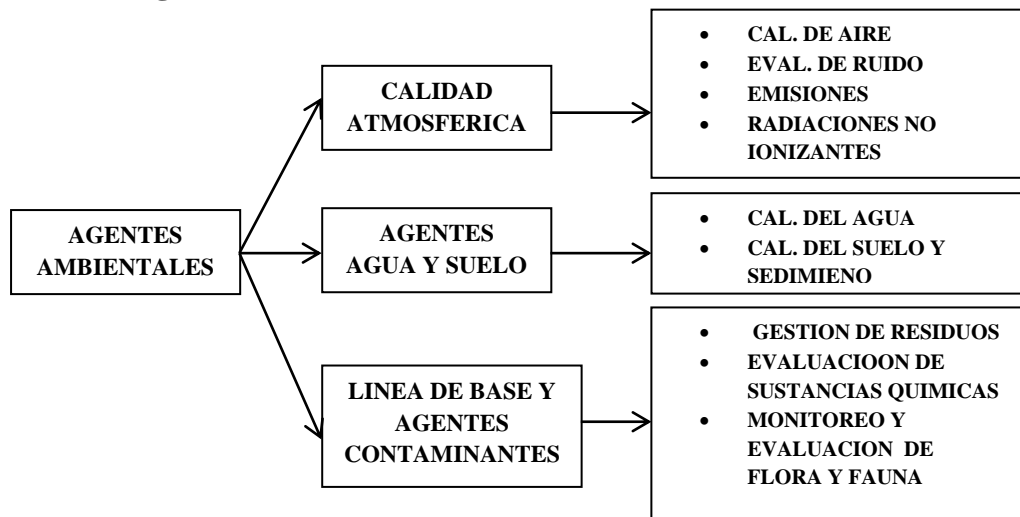 AGENTES
AMBIENTALES
CALIDAD
ATMOSFERICA
• CAL. DE AIRE
• EVAL. DE RUIDO
• EMISIONES
• RADIACIONES NO
IONIZANTES
AGENTES
AGUA Y SUELO
• CAL. DEL AGUA
• CAL. DEL SUELO Y
SEDIMIENO
LINEA DE BASE Y
AGENTES
CONTAMINANTES
• GESTION DE RESIDUOS
• EVALUACIOON DE
SUSTANCIAS QUIMICAS
• MONITOREO Y
EVALUACION DE
FLORA Y FAUNA